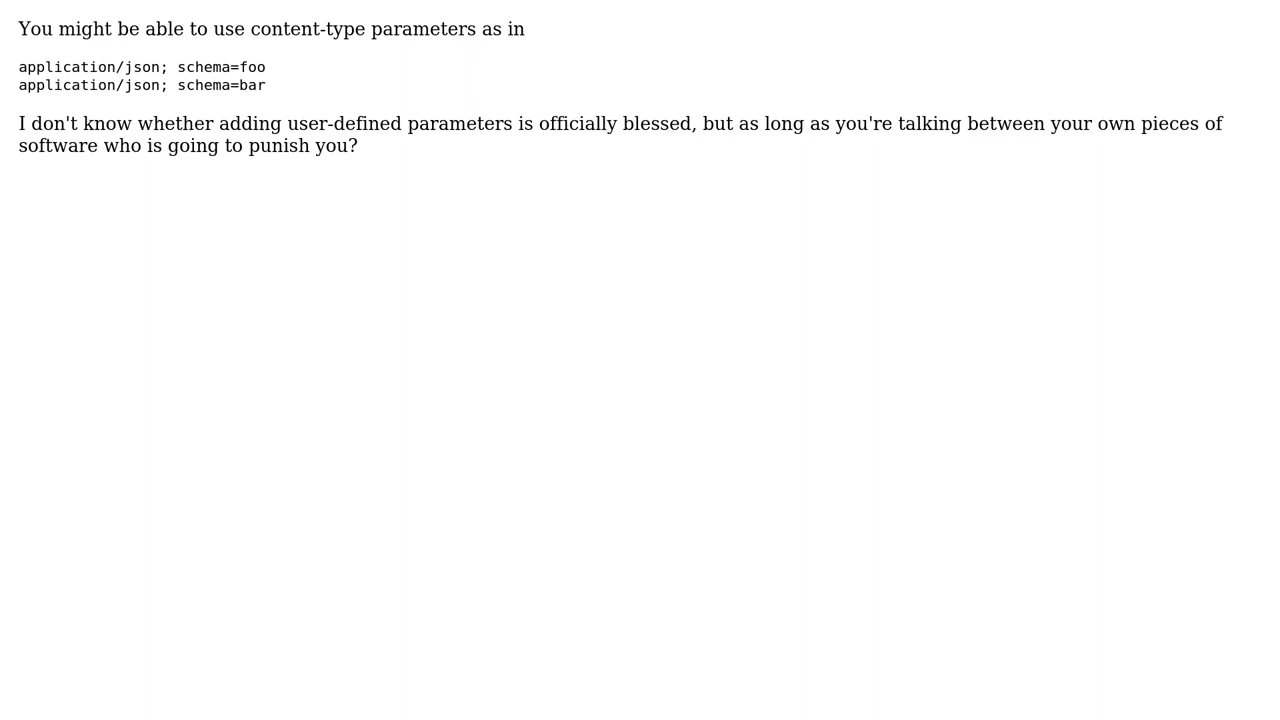 You might be able to use content-type parameters as in
application/json; schema=foo
application/json; schema=bar
I don't know whether adding user-defined parameters is officially blessed, but as long as you're talking between your own pieces of
software who is going to punish you?